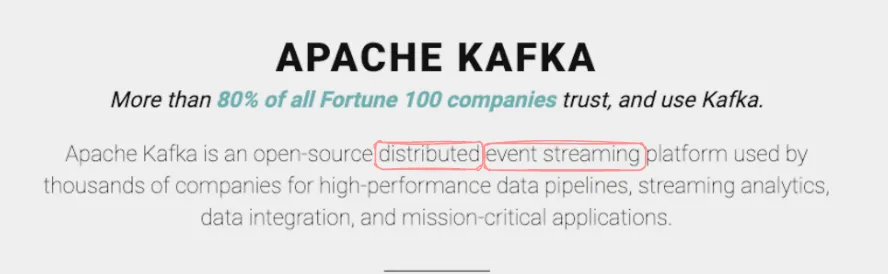 APACHE KAFKA
More than 80% of all Fortune 100 companies trust, and use Kafka.
Apache Kafka is an open-source distributed event streaming platform used by
thousands of companies for high-performance data pipelines, streaming analytics,
data integration, and mission-critical applications.